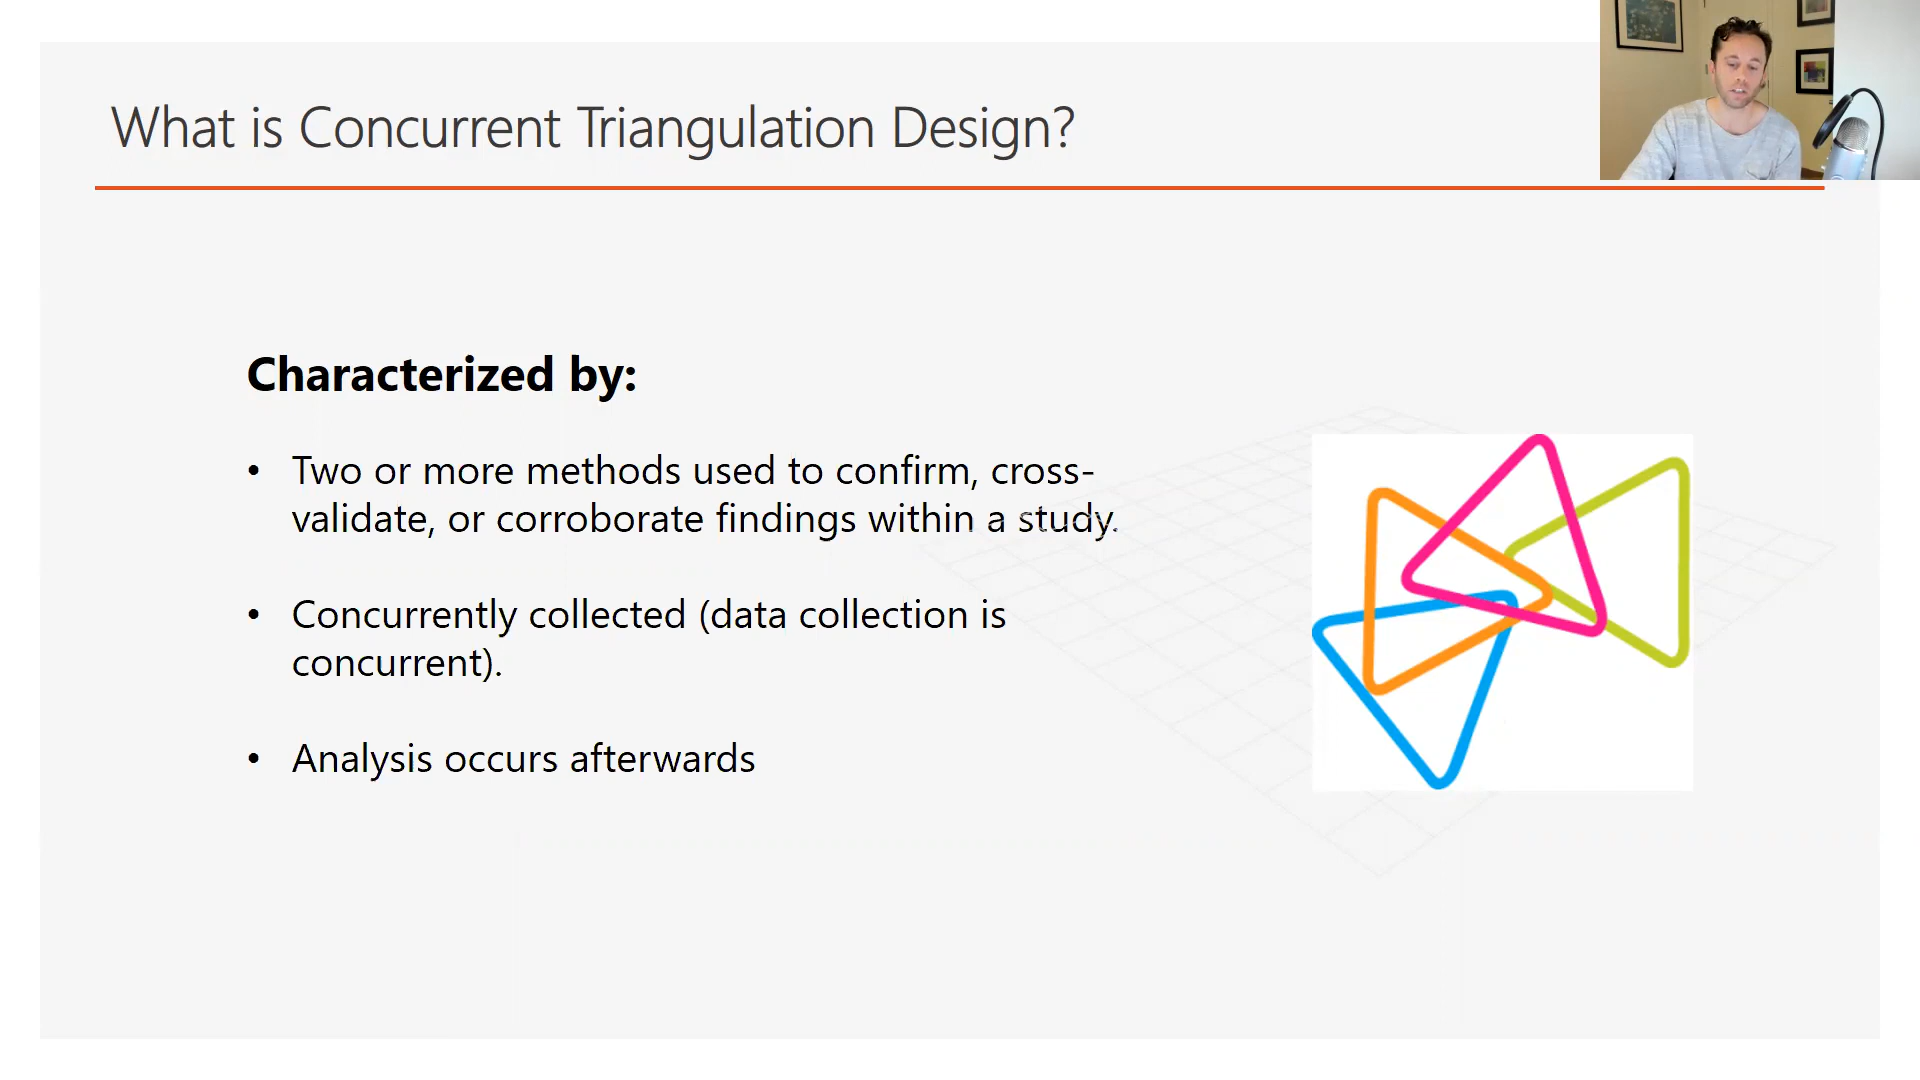 What is Concurrent Triangulation Design?
Characterized by:
• Two or more methods used to confirm, cross-
validate, or corroborate findings within a study.
• Concurrently collected (data collection is
concurrent).
• Analysis occurs afterwards